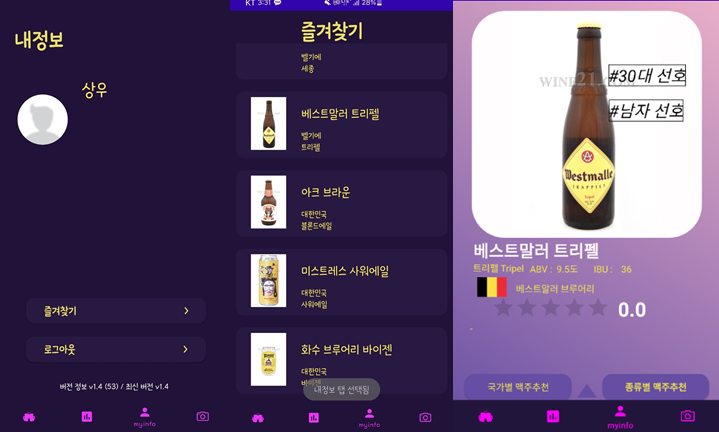 내정보
상우
즐겨찾기
로그아웃
버전 정보 v1.4 (53) / 최신 버전 v1.4
myinfo
KT 3:31
28%
즐겨찾기
벨기에
세종
베스트말러 트리펠
벨기에
트리펠
아크 브라운
대한민국
블론드에일
미스트레스 사워에일
대한민국
사워에일
화수 브루어리 바이젠
대한민국
바이젠
내정보 탭 선택됨
myinfo
WINE21.COM
#30대 선호
#남자 선호
Westmalle
TRAPPIST
Tripel
베스트말러 트리펠
트리펠 Tripel ABV : 9.5도 IBU : 36
베스트말러 브루어리
0.0
국가별 맥주추천
종류별 맥주추천
myinfo